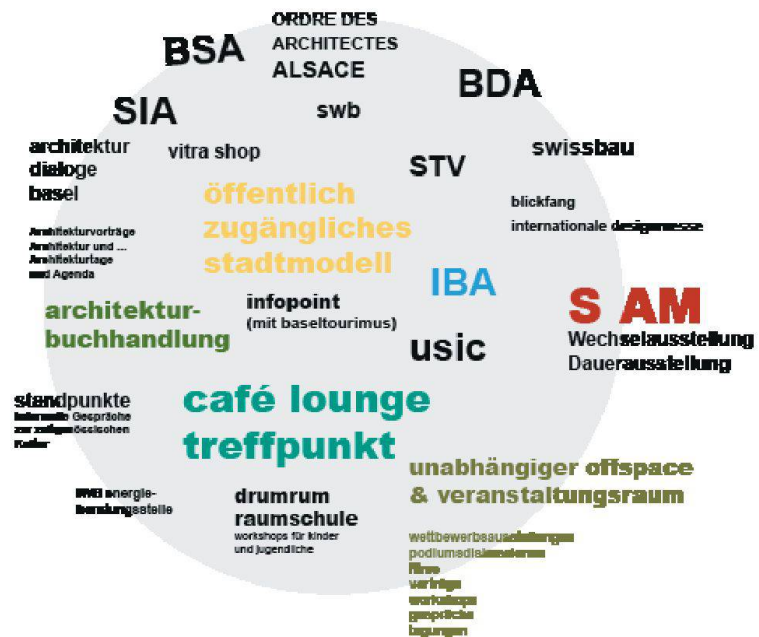 ORDRE DES
ARCHITECTES
ALSACE
BSA
BDA
SIA
swb
architektur
dialoge
basel
vitra shop
STV
swissbau
öffentlich
zugängliches
stadtmodell
blickfang
internationale designmesse
Architekturvorträge
Architektur und ...
Architekturtage
und Agenda
IBA
S AM
Wechselausstellung
Dauerausstellung
architektur-
buchhandlung
infopoint
(mit baseltourimus)
usic
café lounge
treffpunkt
standpunkte
Gespräche
unabhängiger offspace
& veranstaltungsraum
energie-
beratungsstelle
drumrum
raumschule
workshops für kinder
und jugendliche
wettbewerbsausstellungen
podiumsdiskussionen
filme
vorträge
workshops
gespräche
tagungen